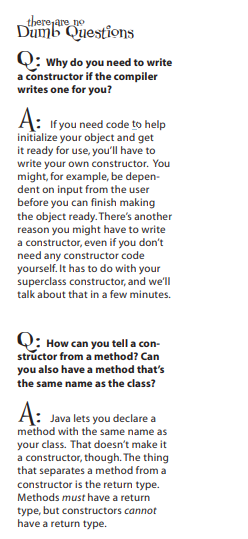 there are no
Dumb Questions
Q: Why do you need to write
a constructor if the compiler
writes one for you?
A: If you need code to help
initialize your object and get
it ready for use, you'll have to
write your own constructor. You
might, for example, be depen-
dent on input from the user
before you can finish making
the object ready. There's another
reason you might have to write
a constructor, even if you don't
need any constructor code
yourself. It has to do with your
superclass constructor, and we'll
talk about that in a few minutes.
Q: How can you tell a con-
structor from a method? Can
you also have a method that's
the same name as the class?
A: Java lets you declare a
method with the same name as
your class. That doesn't make it
a constructor, though. The thing
that separates a method from a
constructor is the return type.
Methods must have a return
type, but constructors cannot
have a return type.